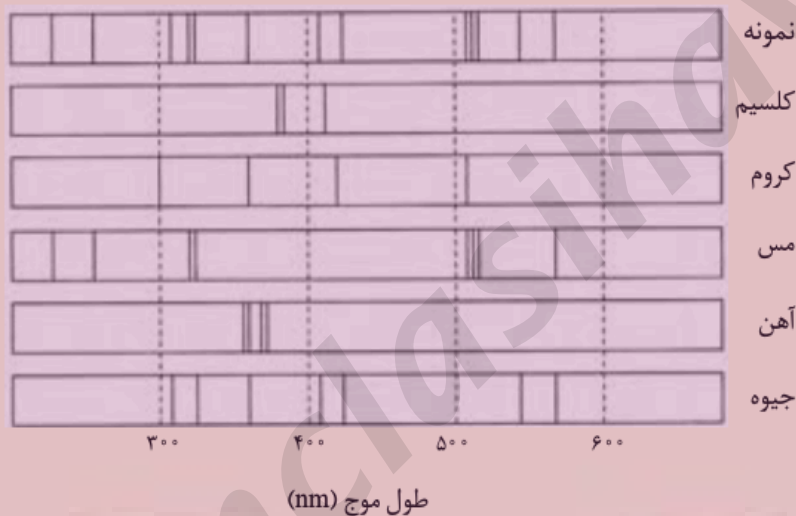 نمونه
کلسیم
کروم
مس
آهن
جیوه
۳۰۰ ۴۰۰ ۵۰۰ ۶۰۰
طول موج (nm)